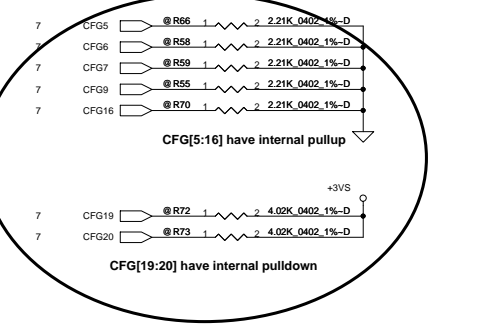 7 CFG5 @ R66 1 2 2.21K_0402_1%~D
7 CFG6 @ R58 1 2 2.21K_0402_1%~D
7 CFG7 @ R59 1 2 2.21K_0402_1%~D
7 CFG9 @ R55 1 2 2.21K_0402_1%~D
7 CFG16 @ R70 1 2 2.21K_0402_1%~D
CFG[5:16] have internal pullup
+3VS
7 CFG19 @ R72 1 2 4.02K_0402_1%~D
7 CFG20 @ R73 1 2 4.02K_0402_1%~D
CFG[19:20] have internal pulldown